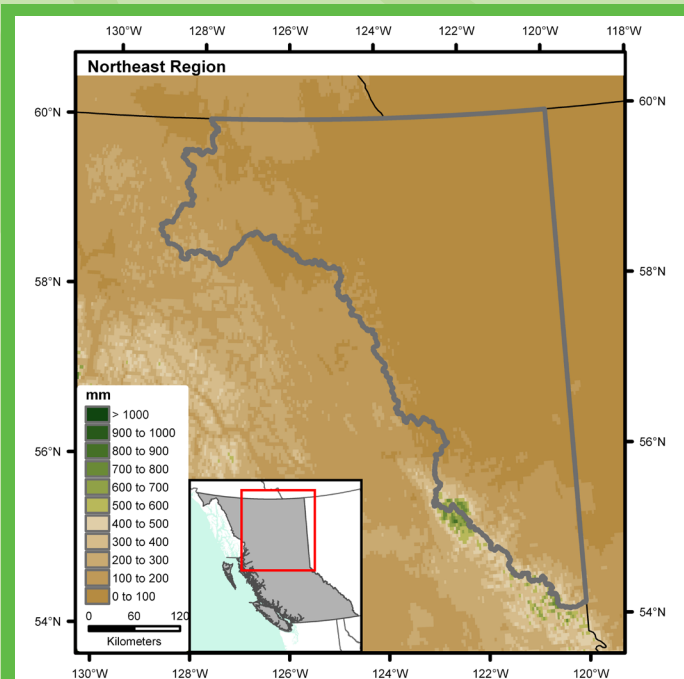 130°W 128°W 126°W 124°W 122°W 120°W 118°W
Northeast Region
60°N 60°N
58°N 58°N
56°N 56°N
54°N 54°N
mm
> 1000
900 to 1000
800 to 900
700 to 800
600 to 700
500 to 600
400 to 500
300 to 400
200 to 300
100 to 200
0 to 100
0 60 120
Kilometers
130°W 128°W 126°W 124°W 122°W 120°W